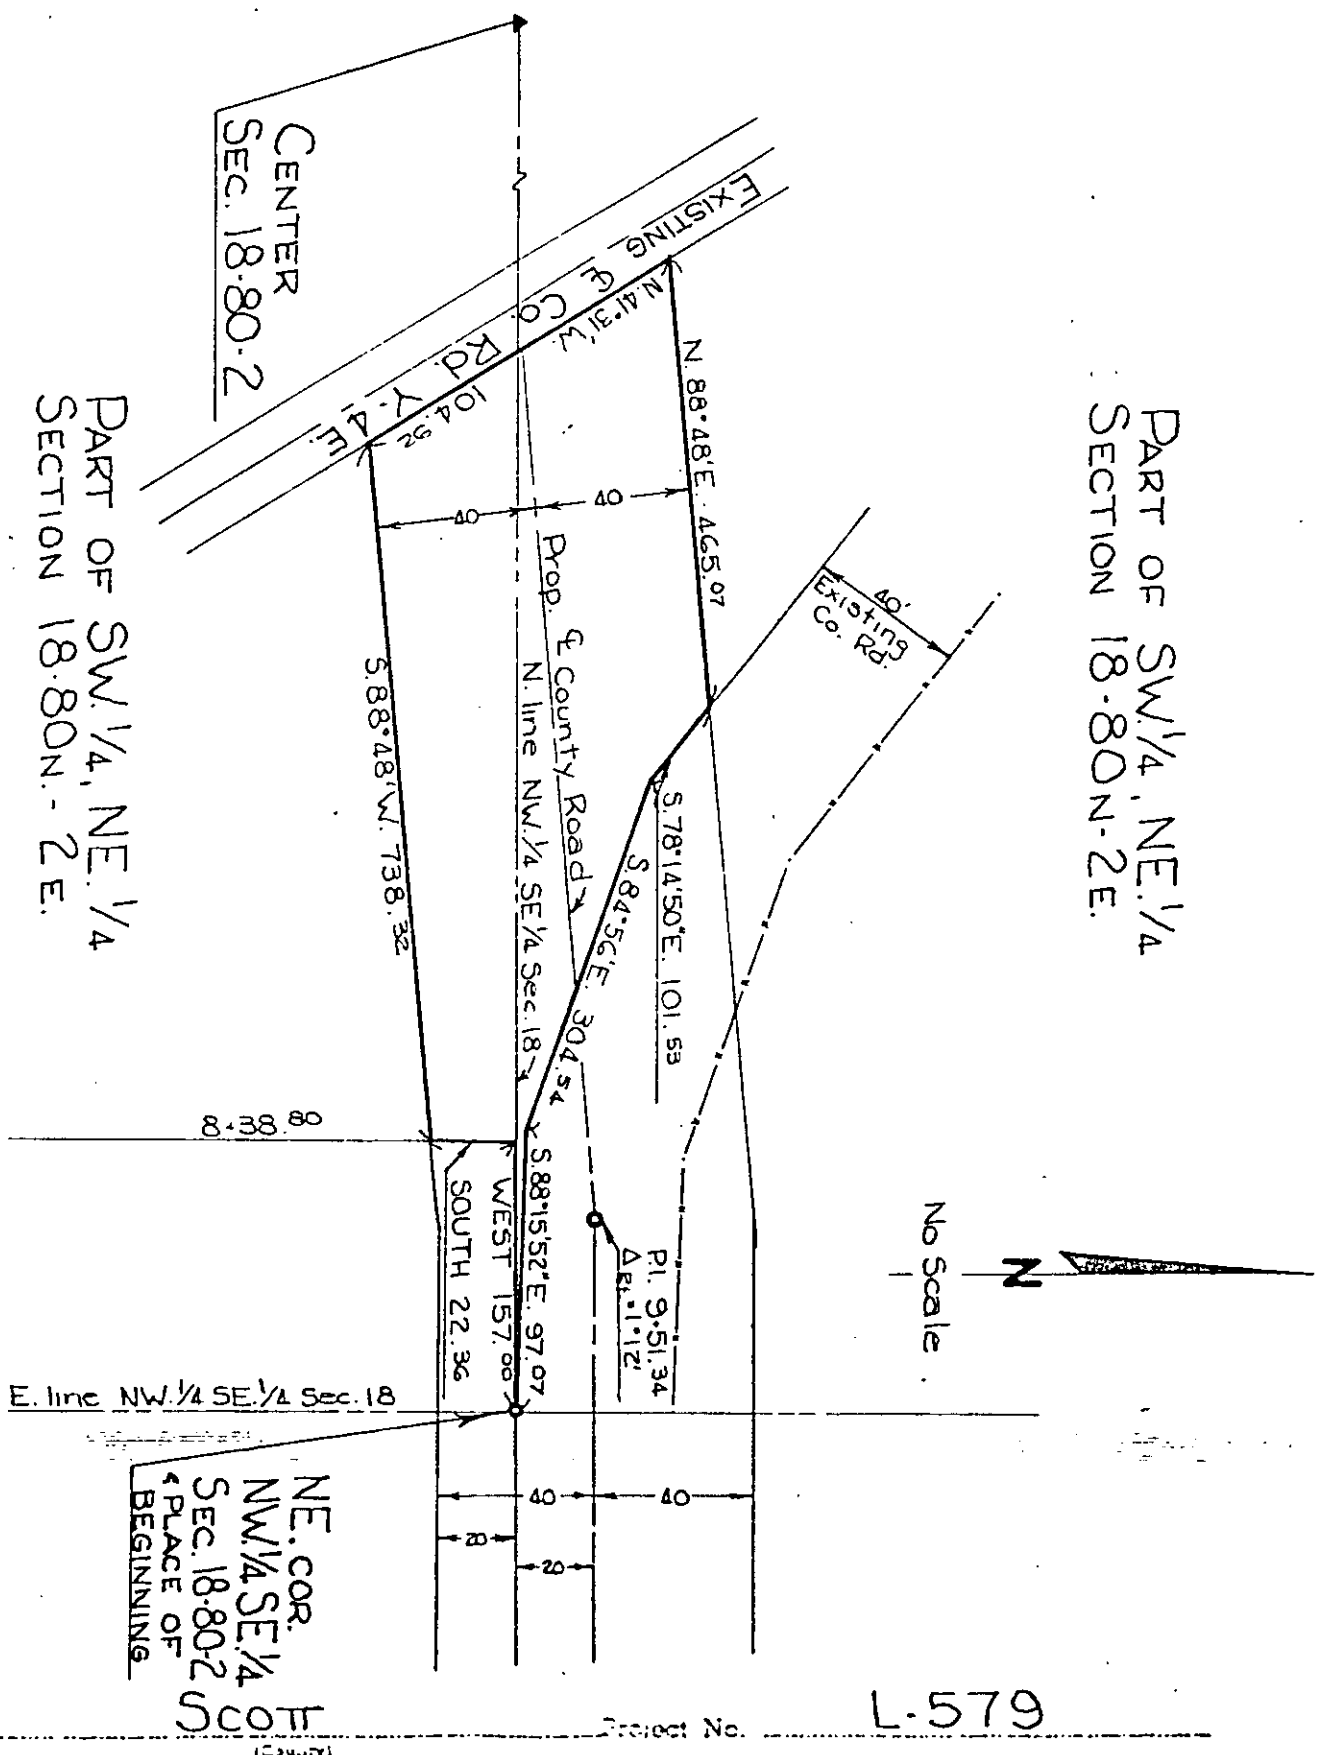 CENTER
SEC. 18-80-2
EXISTING ℄ Co. Rd. Y-4E.
N. 41°31'W. 104.92
N. 88°48'E. 465.07
40
40
PART OF SW.1/4, NE.1/4
SECTION 18-80N-2E.
40'
Existing
Co. Rd.
Prop. ℄ County Road
N. line NW.1/4 SE1/4 Sec.18
S.78°14'50"E. 101.53
S.84°56'E. 304.54
S.88°48'W. 738.32
PART OF SW.1/4, NE.1/4
SECTION 18-80N.-2E.
8+38.80
S.88°15'52"E. 97.07
WEST 157.00
SOUTH 22.36
P.I. 9+51.34
Δ Rt. = 1°12'
No Scale
N
E. line NW.1/4 SE.1/4 Sec.18
40
40
20
20
NE. COR.
NW.1/4 SE.1/4
SEC. 18-80-2
& PLACE OF
BEGINNING
SCOTT
(County)
Project No.
L-579